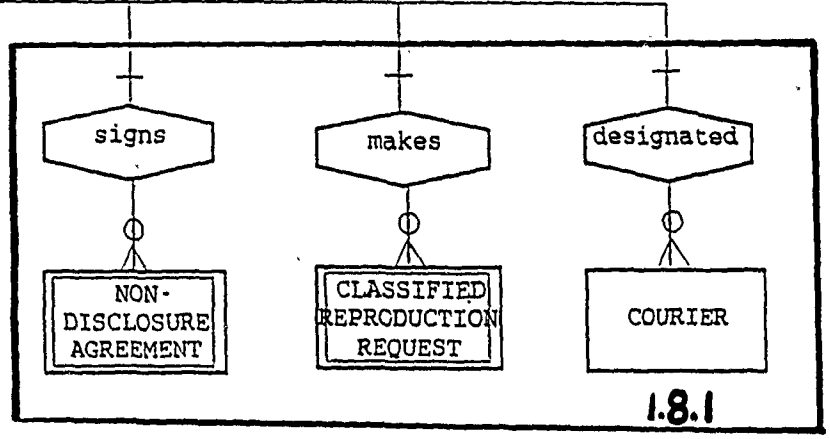 signs
makes
designated
NON-
DISCLOSURE
AGREEMENT
CLASSIFIED
REPRODUCTION
REQUEST
COURIER
1.8.1